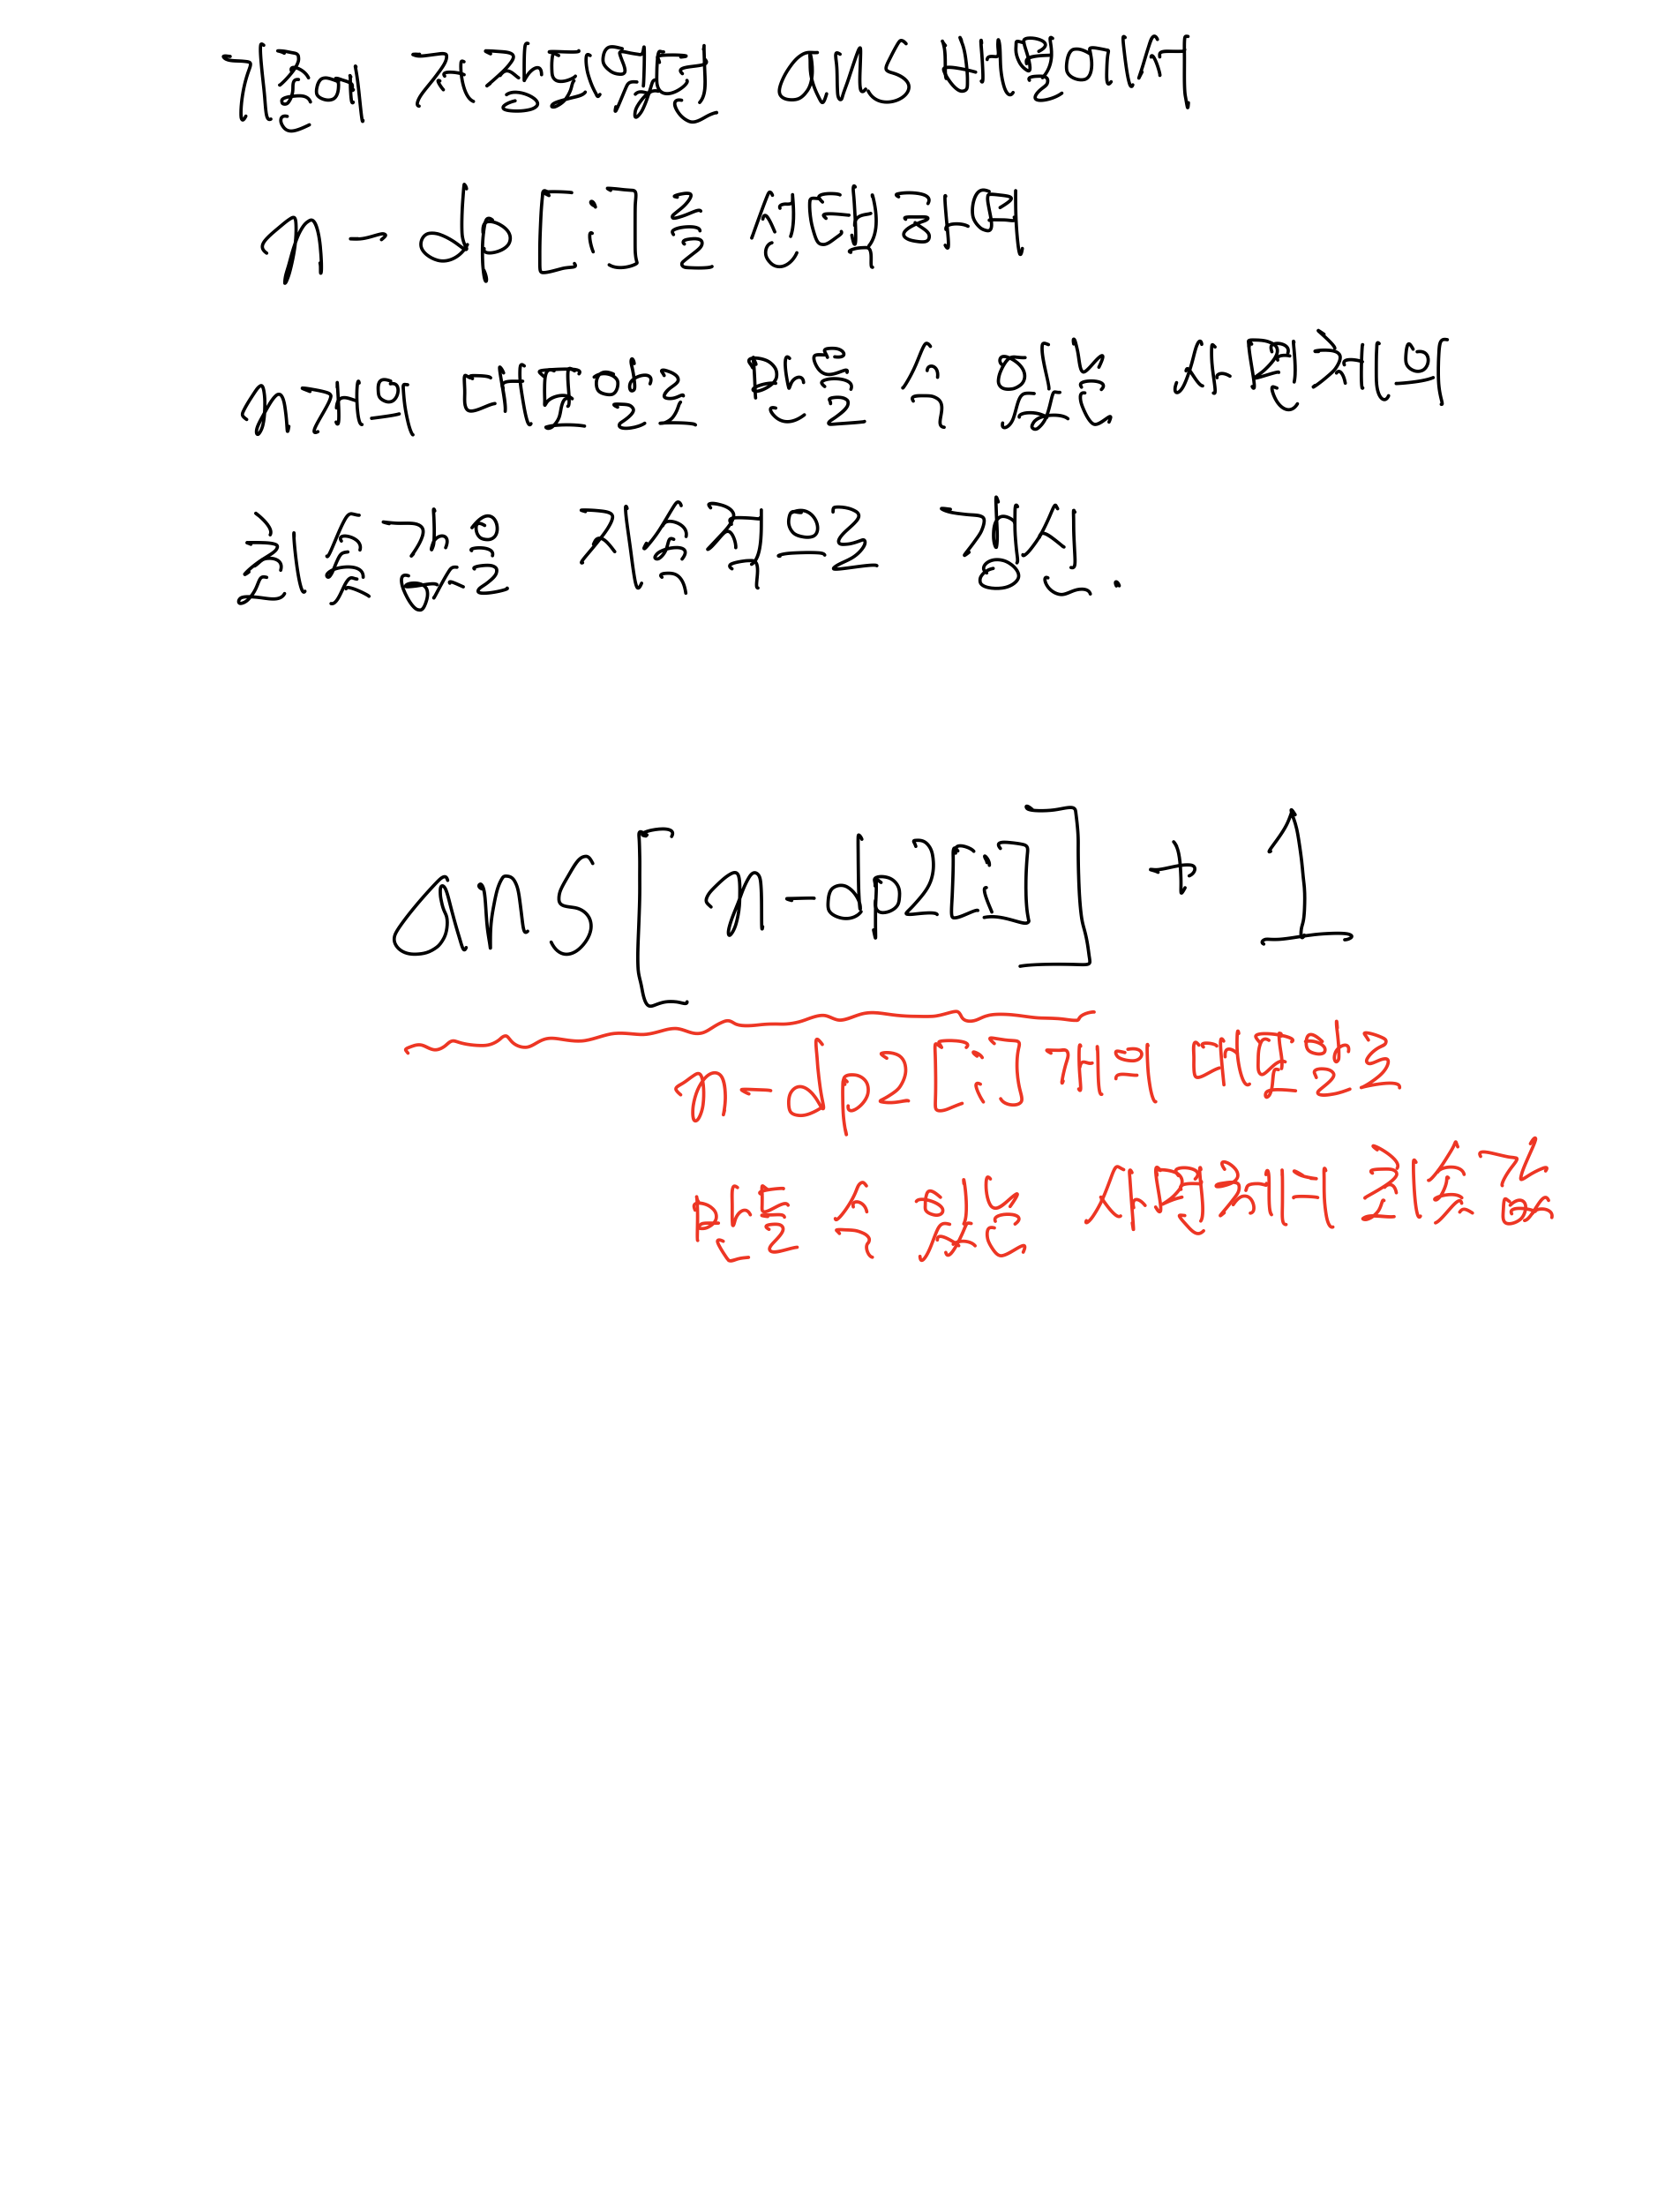 기존에 저장되있던 ans 배열에서
n - dp[i]를 선택하며
n개의 대포알로 만들 수 있는 사면체의
최솟값을 지속적으로 갱신.
ans[n-dp2[i]] + 1
n-dp2[i]개의 대포알로
만드 수 있는 사면체의 최솟값